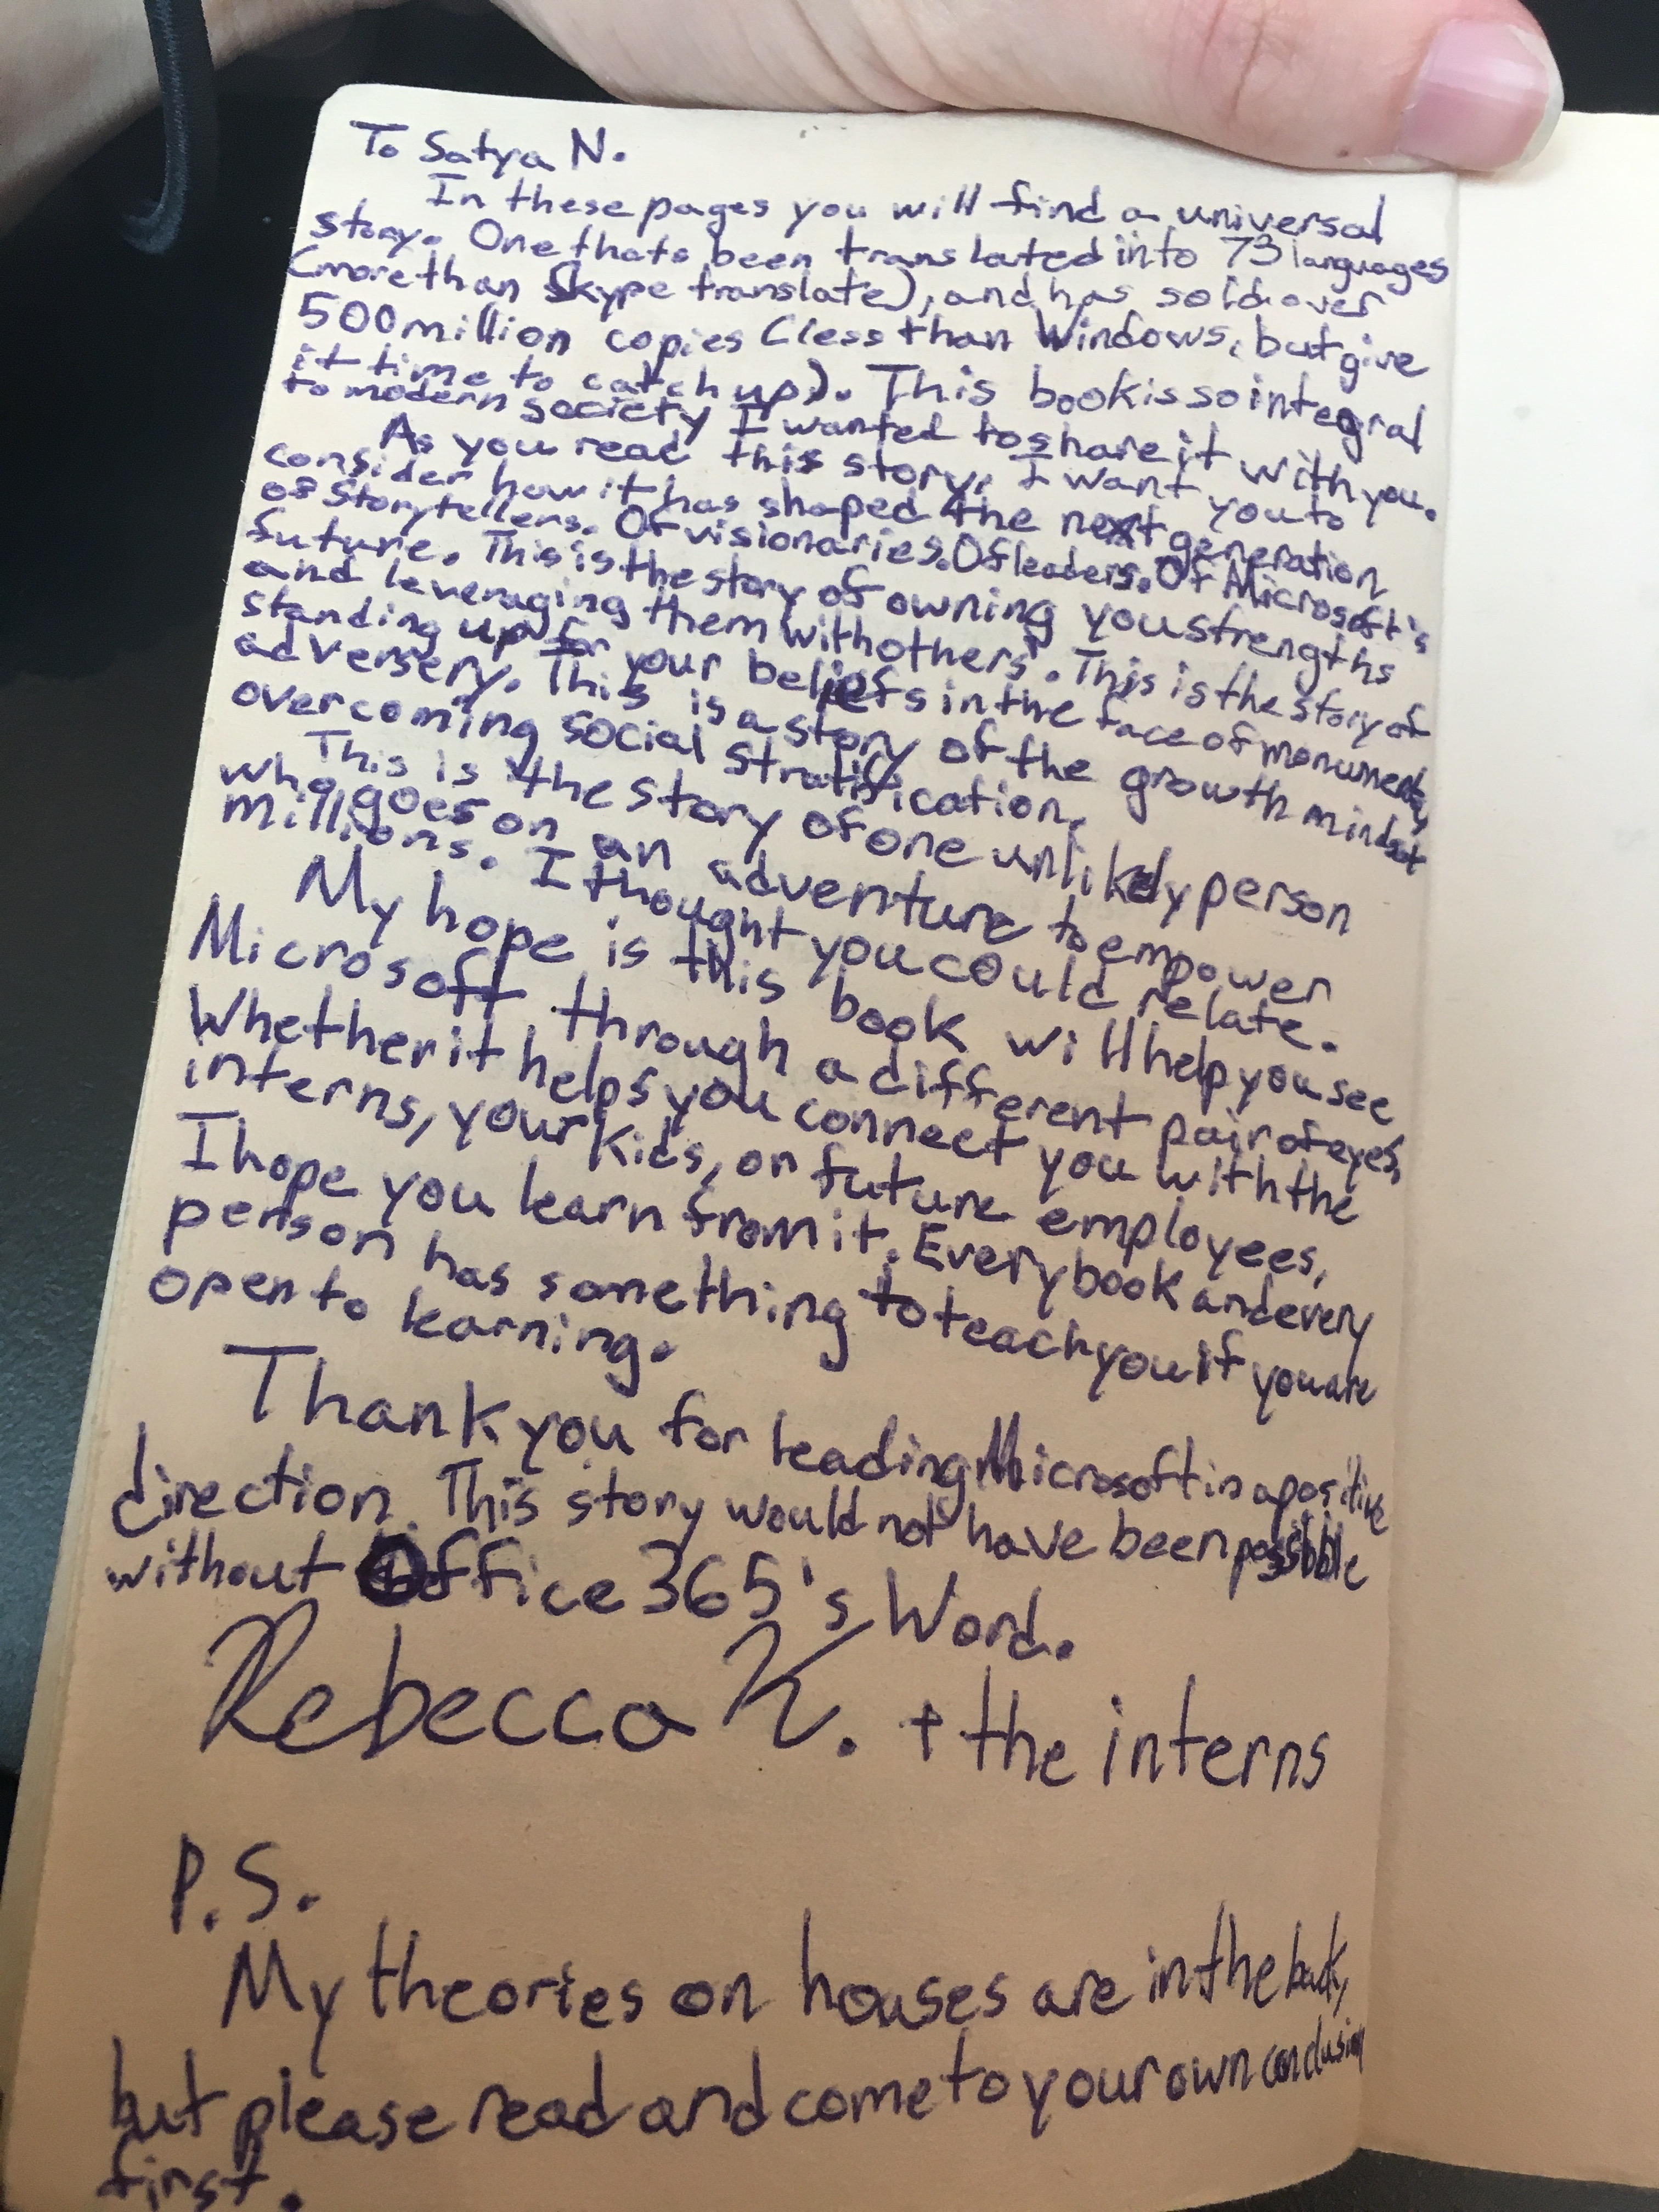 To Satya N.
In these pages you will find a universal
story. One thats been translated into 73 languages
(more than Skype translate), and has sold over
500 million copies (less than Windows, but give
it time to catch up). This book is so integral
to modern society I wanted to share it with you.
As you read this story, I want you to
consider how it has shaped the next generation
of Storytellers. Of visionaries. Of leaders. Of Microsoft's
future. This is the story of owning you strengths
and leveraging them with others'. This is the story of
standing up for your beliefs in the face of monumental
adversery. This is a story of the growth mindset
overcoming social stratification.
This is the story of one unlikely person
who goes on an adventure to empower
millions. I thought you could relate.
My hope is this book will help you see
Microsoft through a different pair of eyes,
Whether it helps you connect you with the
interns, your kids, or future employees,
I hope you learn from it. Every book and every
person has something to teach you if you are
open to learning.
Thank you for leading Microsoft in a positive
direction. This story would not have been possible
without Office 365's Word.
Rebecca K. + the interns
P.S.
My theories on houses are in the back,
but please read and come to your own conclusion
first.